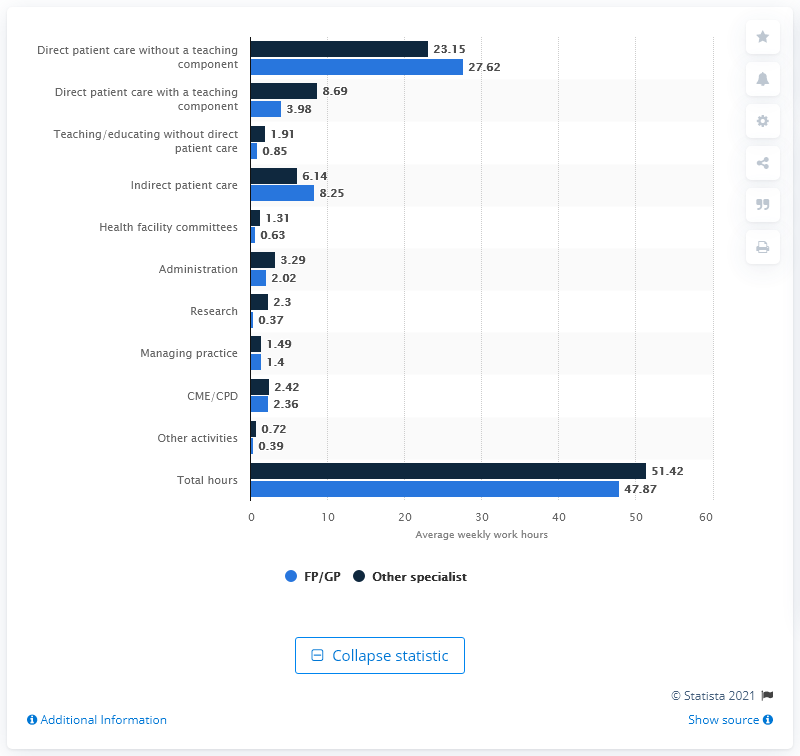 Direct patient care without a teaching
component
23.15
27.62
Direct patient care with a teaching
component
8.69
3.98
Teaching/educating without direct
patient care
1.91
0.85
Indirect patient care
6.14
8.25
Health facility committees
1.31
0.63
Administration
3.29
2.02
Research
2.3
0.37
Managing practice
1.49
1.4
CME/CPD
2.42
2.36
Other activities
0.72
0.39
Total hours
51.42
47.87
0 10 20 30 40 50 60
Average weekly work hours
FP/GP Other specialist
Collapse statistic
© Statista 2021
Additional Information
Show source